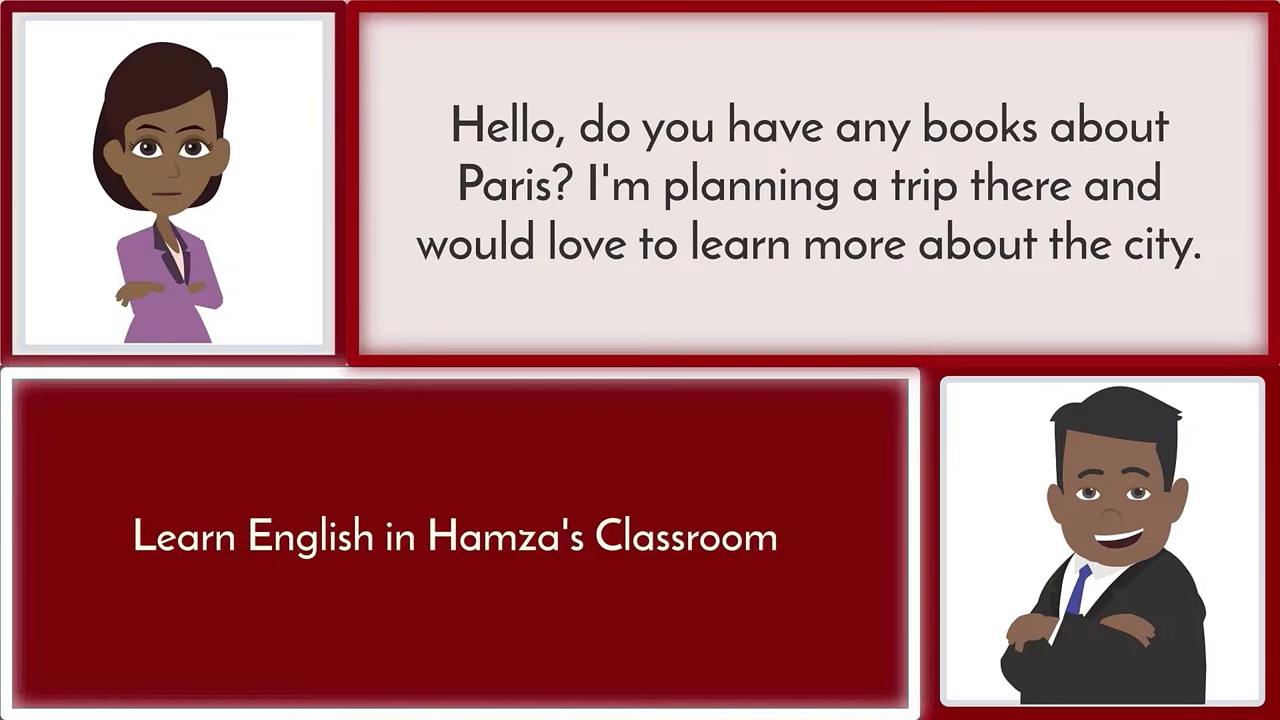 Hello, do you have any books about
Paris? I'm planning a trip there and
would love to learn more about the city.
Learn English in Hamza's Classroom